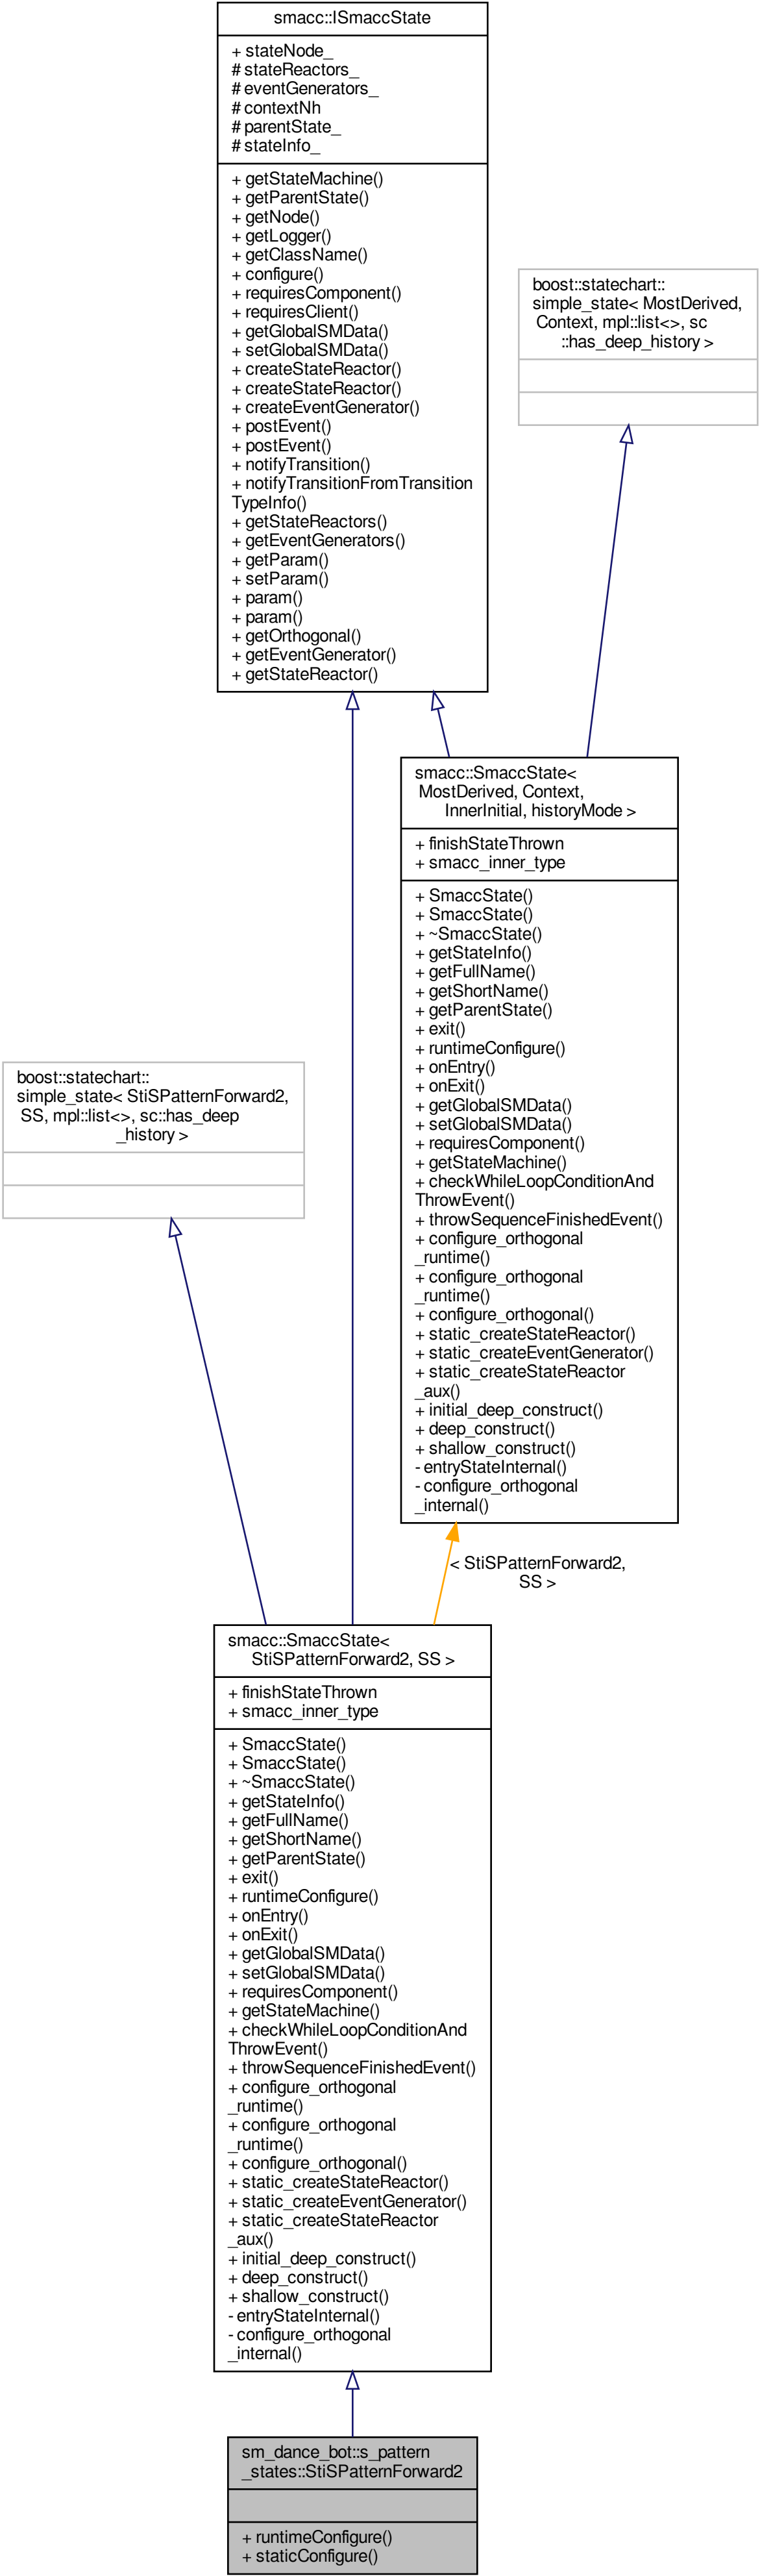 smacc::ISmaccState
+ stateNode_
# stateReactors_
# eventGenerators_
# contextNh
# parentState_
# stateInfo_
+ getStateMachine()
+ getParentState()
+ getNode()
+ getLogger()
+ getClassName()
+ configure()
+ requiresComponent()
+ requiresClient()
+ getGlobalSMData()
+ setGlobalSMData()
+ createStateReactor()
+ createStateReactor()
+ createEventGenerator()
+ postEvent()
+ postEvent()
+ notifyTransition()
+ notifyTransitionFromTransition
TypeInfo()
+ getStateReactors()
+ getEventGenerators()
+ getParam()
+ setParam()
+ param()
+ param()
+ getOrthogonal()
+ getEventGenerator()
+ getStateReactor()
boost::statechart::
simple_state< MostDerived,
Context, mpl::list<>, sc
::has_deep_history >
smacc::SmaccState<
MostDerived, Context,
InnerInitial, historyMode >
+ finishStateThrown
+ smacc_inner_type
+ SmaccState()
+ SmaccState()
+ ~SmaccState()
+ getStateInfo()
+ getFullName()
+ getShortName()
+ getParentState()
+ exit()
+ runtimeConfigure()
+ onEntry()
+ onExit()
+ getGlobalSMData()
+ setGlobalSMData()
+ requiresComponent()
+ getStateMachine()
+ checkWhileLoopConditionAnd
ThrowEvent()
+ throwSequenceFinishedEvent()
+ configure_orthogonal
_runtime()
+ configure_orthogonal
_runtime()
+ configure_orthogonal()
+ static_createStateReactor()
+ static_createEventGenerator()
+ static_createStateReactor
_aux()
+ initial_deep_construct()
+ deep_construct()
+ shallow_construct()
- entryStateInternal()
- configure_orthogonal
_internal()
boost::statechart::
simple_state< StiSPatternForward2,
SS, mpl::list<>, sc::has_deep
_history >
< StiSPatternForward2,
SS >
smacc::SmaccState<
StiSPatternForward2, SS >
+ finishStateThrown
+ smacc_inner_type
+ SmaccState()
+ SmaccState()
+ ~SmaccState()
+ getStateInfo()
+ getFullName()
+ getShortName()
+ getParentState()
+ exit()
+ runtimeConfigure()
+ onEntry()
+ onExit()
+ getGlobalSMData()
+ setGlobalSMData()
+ requiresComponent()
+ getStateMachine()
+ checkWhileLoopConditionAnd
ThrowEvent()
+ throwSequenceFinishedEvent()
+ configure_orthogonal
_runtime()
+ configure_orthogonal
_runtime()
+ configure_orthogonal()
+ static_createStateReactor()
+ static_createEventGenerator()
+ static_createStateReactor
_aux()
+ initial_deep_construct()
+ deep_construct()
+ shallow_construct()
- entryStateInternal()
- configure_orthogonal
_internal()
sm_dance_bot::s_pattern
_states::StiSPatternForward2
+ runtimeConfigure()
+ staticConfigure()